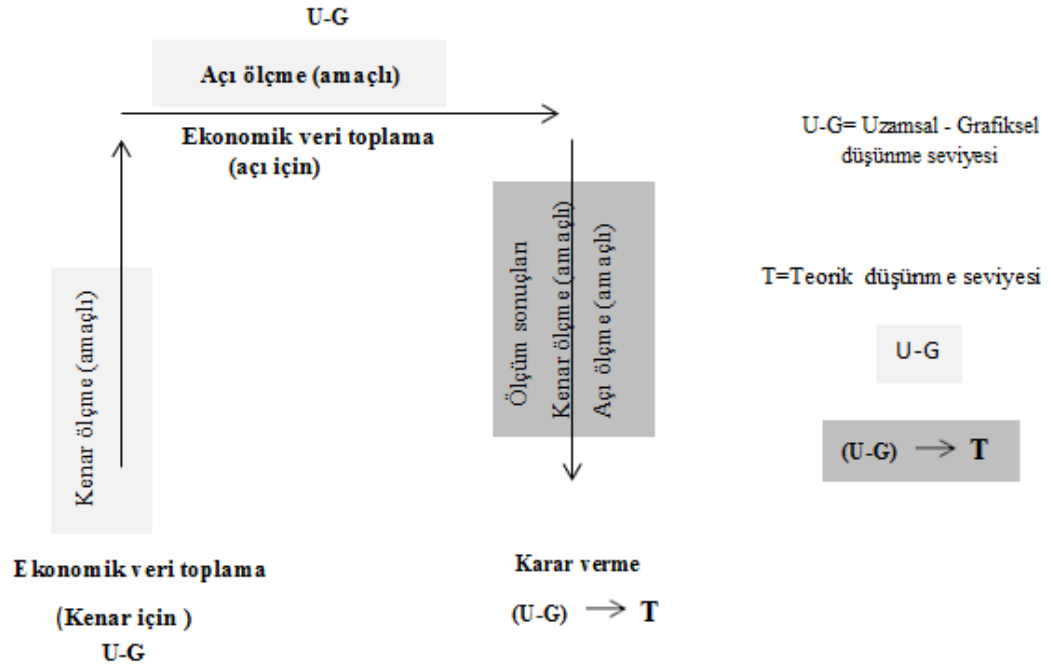 U-G
Açı ölçme (amaçlı)
Ekonomik veri toplama
(açı için)
Kenar ölçme (amaçlı)
Ekonomik veri toplama
(Kenar için )
U-G
Ölçüm sonuçları
Kenar ölçme (amaçlı)
Açı ölçme (amaçlı)
Karar verme
(U-G) → T
U-G= Uzamsal - Grafiksel
düşünme seviyesi
T=Teorik düşünme seviyesi
U-G
(U-G) → T